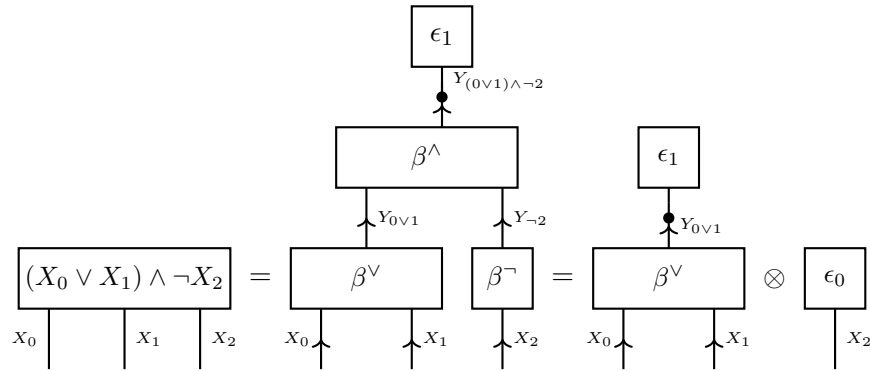 ϵ₁
Y₍₀∨₁₎∧¬₂
β^∧
ϵ₁
Y₀∨₁ Y¬₂ Y₀∨₁
(X₀ ∨ X₁) ∧ ¬X₂ = β^∨ β^¬ = β^∨ ⊗ ϵ₀
X₀ X₁ X₂ X₀ X₁ X₂ X₀ X₁ X₂